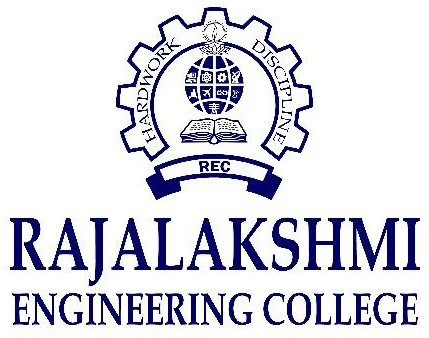 HARDWORK
DISCIPLINE
REC
RAJALAKSHMI
ENGINEERING COLLEGE